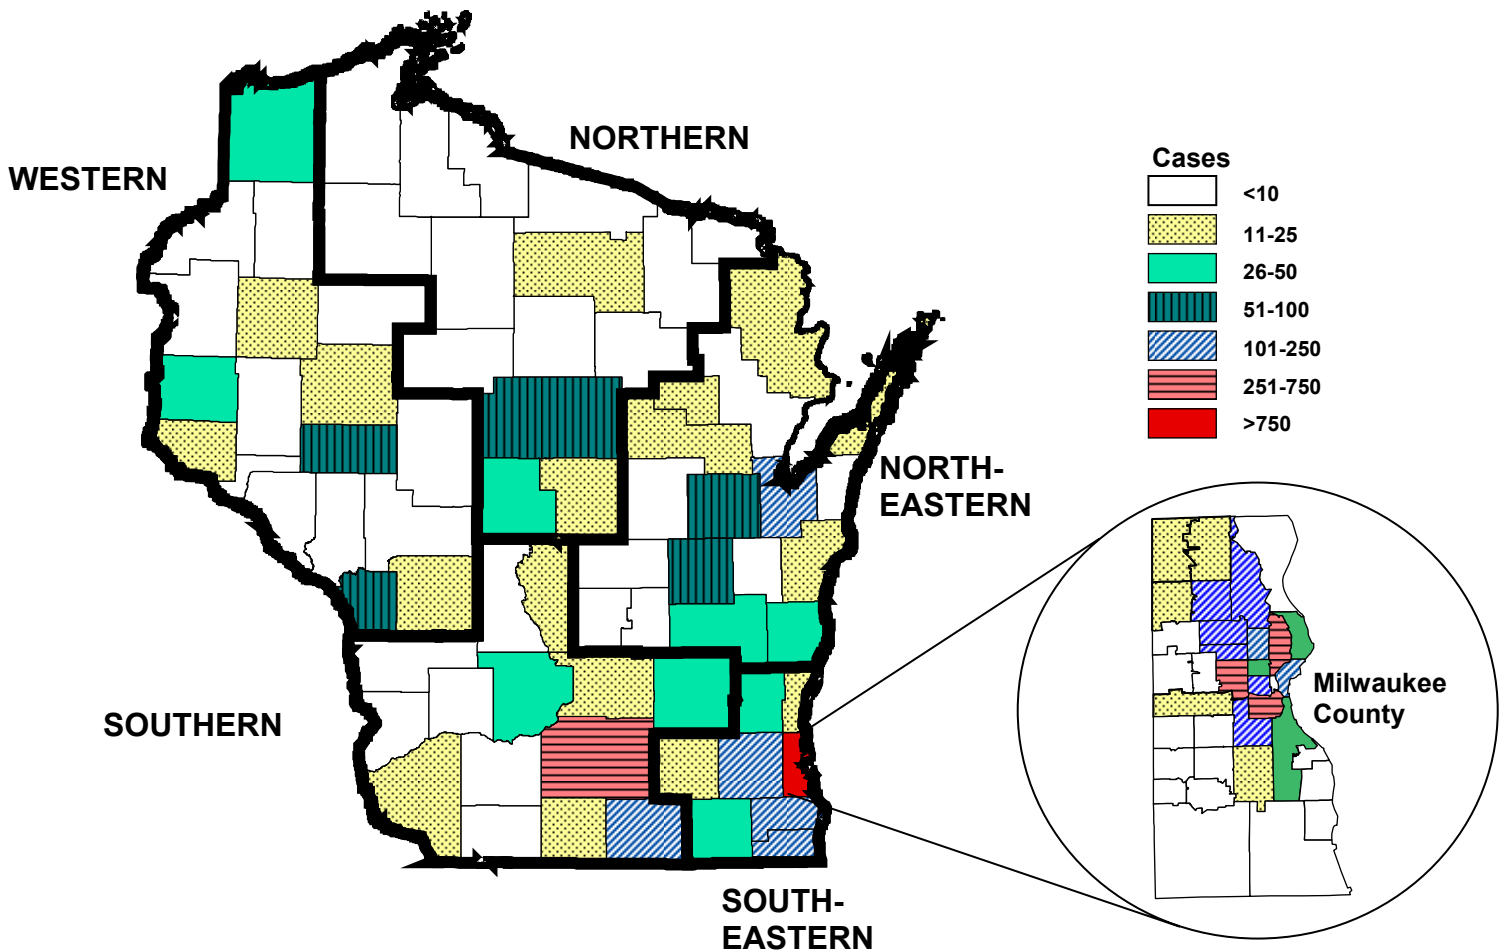 NORTHERN
WESTERN
Cases
<10
11-25
26-50
51-100
101-250
251-750
>750
NORTH-
EASTERN
Milwaukee
County
SOUTHERN
SOUTH-
EASTERN